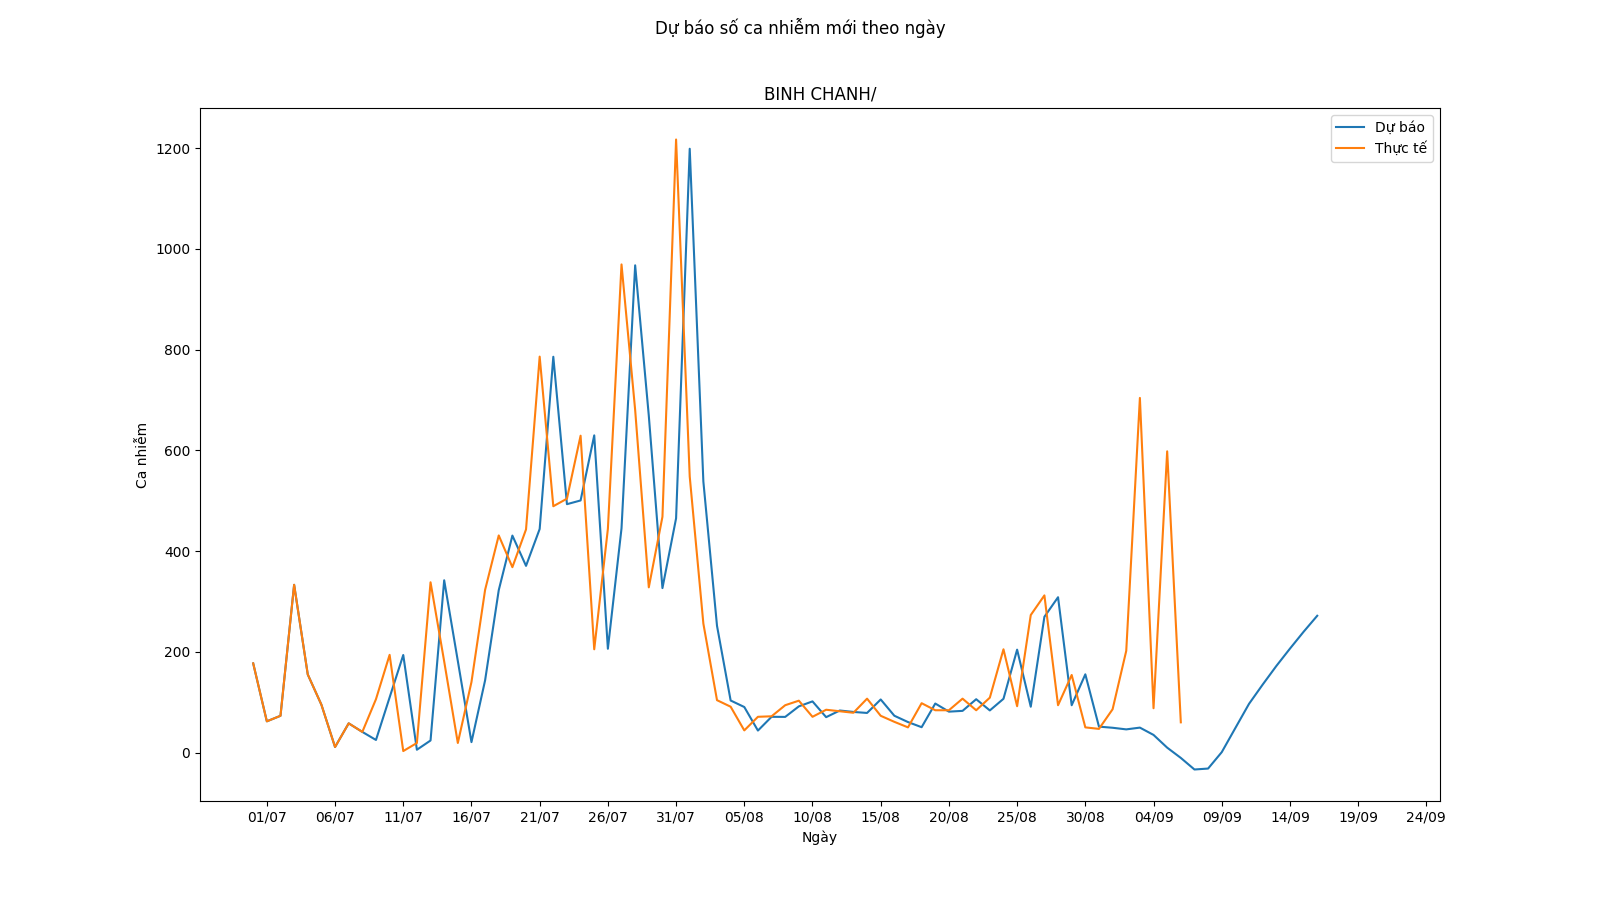 Dự báo số ca nhiễm mới theo ngày
BINH CHANH/
Dự báo
Thực tế
1200
1000
800
600
400
200
0
Ca nhiễm
01/07 06/07 11/07 16/07 21/07 26/07 31/07 05/08 10/08 15/08 20/08 25/08 30/08 04/09 09/09 14/09 19/09 24/09
Ngày